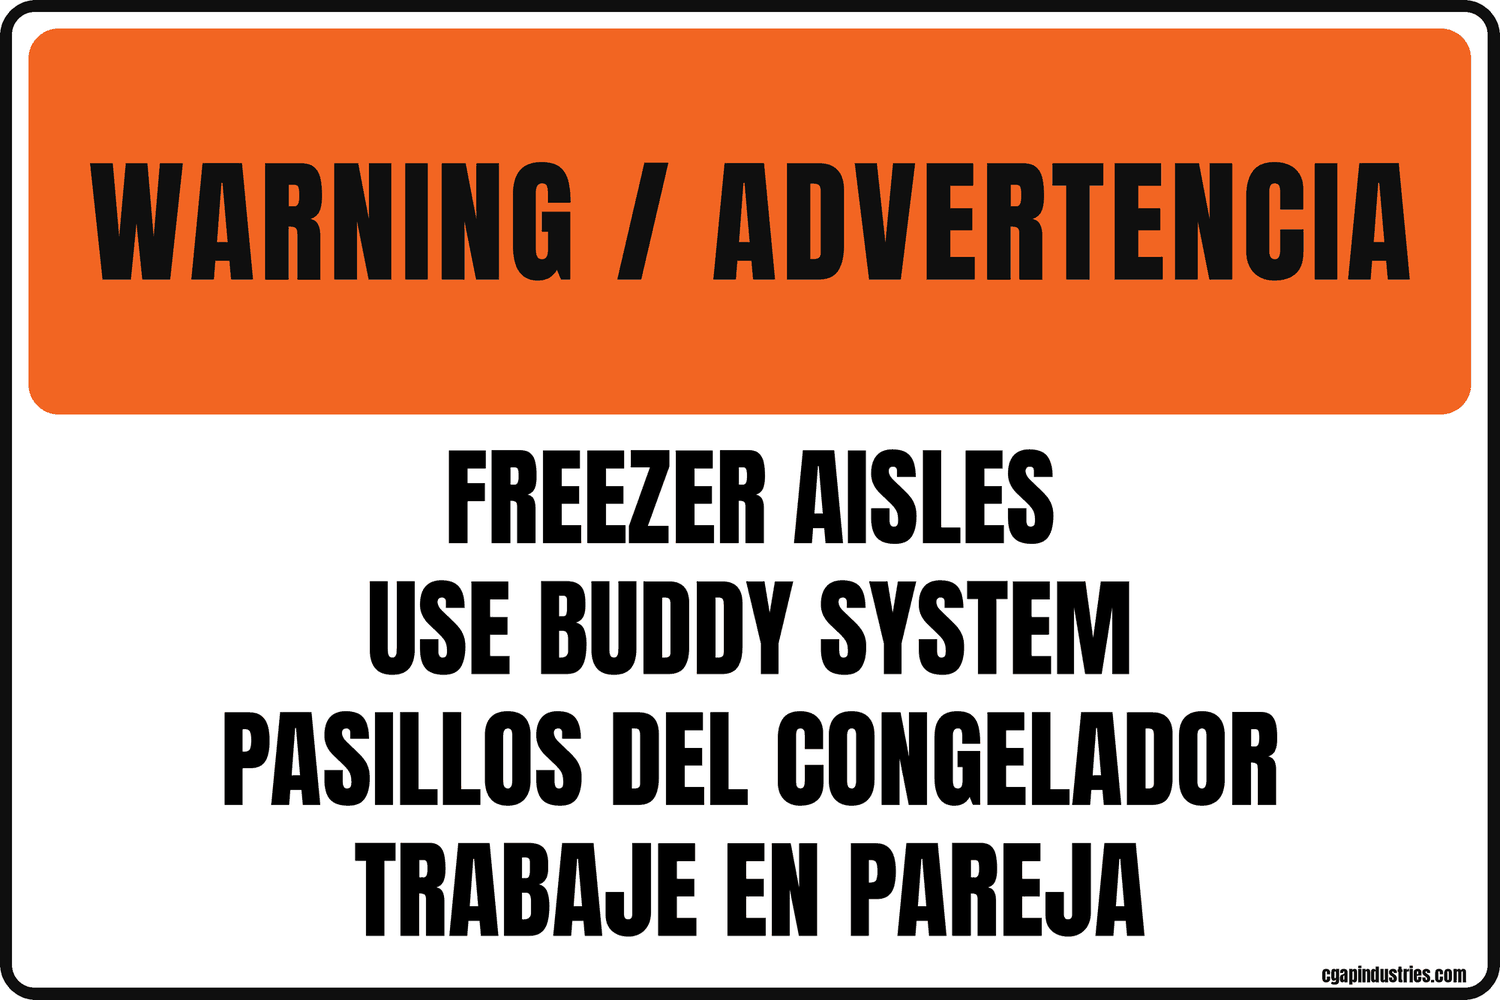 WARNING / ADVERTENCIA
FREEZER AISLES
USE BUDDY SYSTEM
PASILLOS DEL CONGELADOR
TRABAJE EN PAREJA
cgapindustries.com